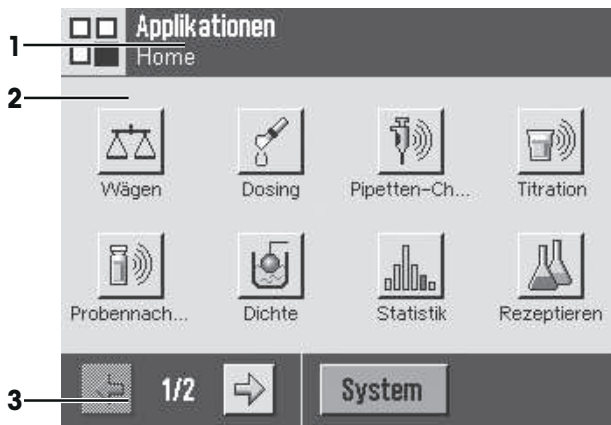 Applikationen
1
Home
2
Wägen Dosing Pipetten-Ch... Titration
Probennach... Dichte Statistik Rezeptieren
3
1/2 System